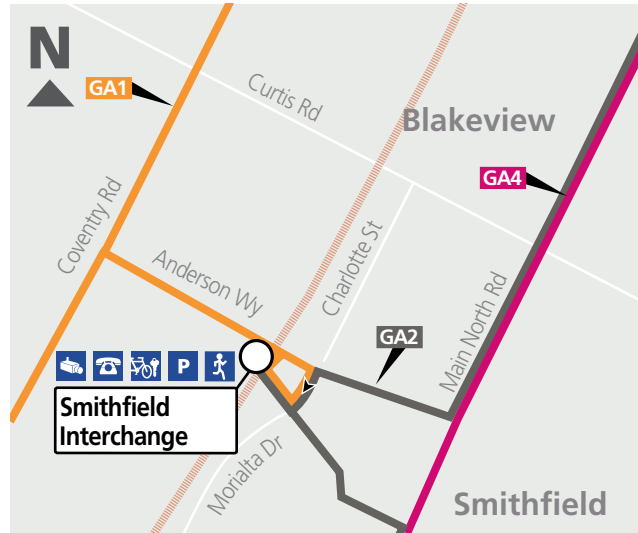 N
GA1
Curtis Rd
Blakeview
GA4
Coventry Rd
Anderson Wy
Charlotte St
GA2
Main North Rd
P
Smithfield
Interchange
Morialta Dr
Smithfield